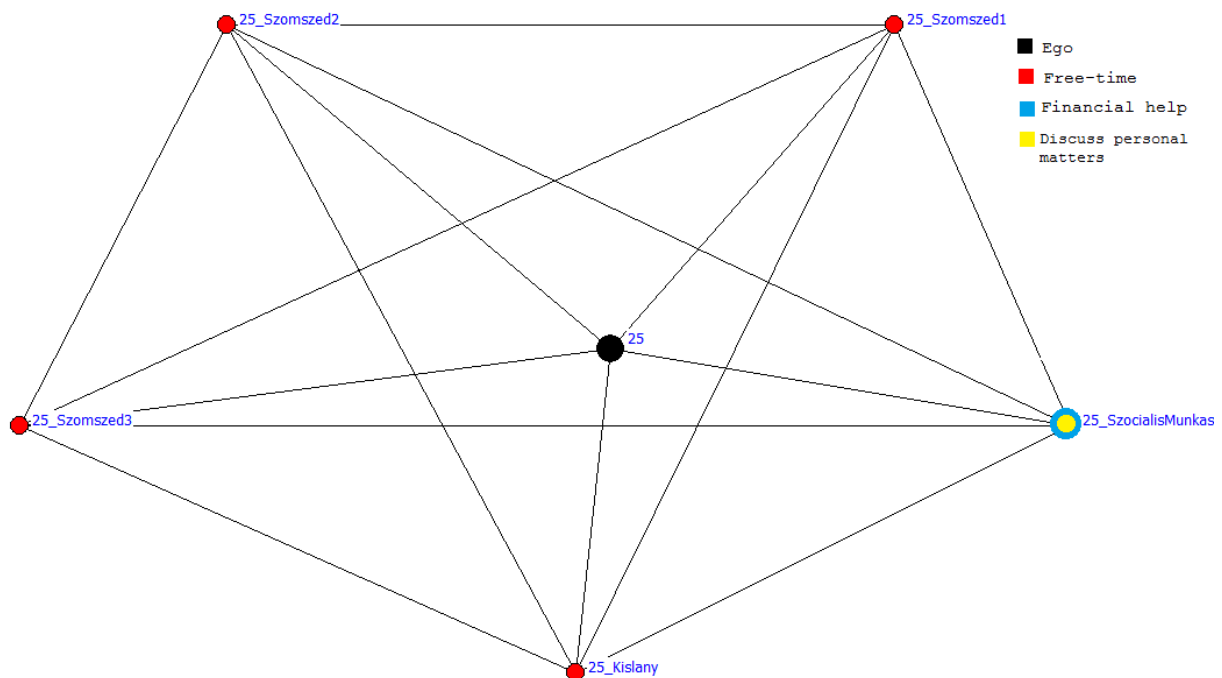 25_Szomszed2
25_Szomszed1
Ego
Free-time
Financial help
Discuss personal
matters
25
25_Szomszed3
25_SzocialisMunkas
25_Kislany